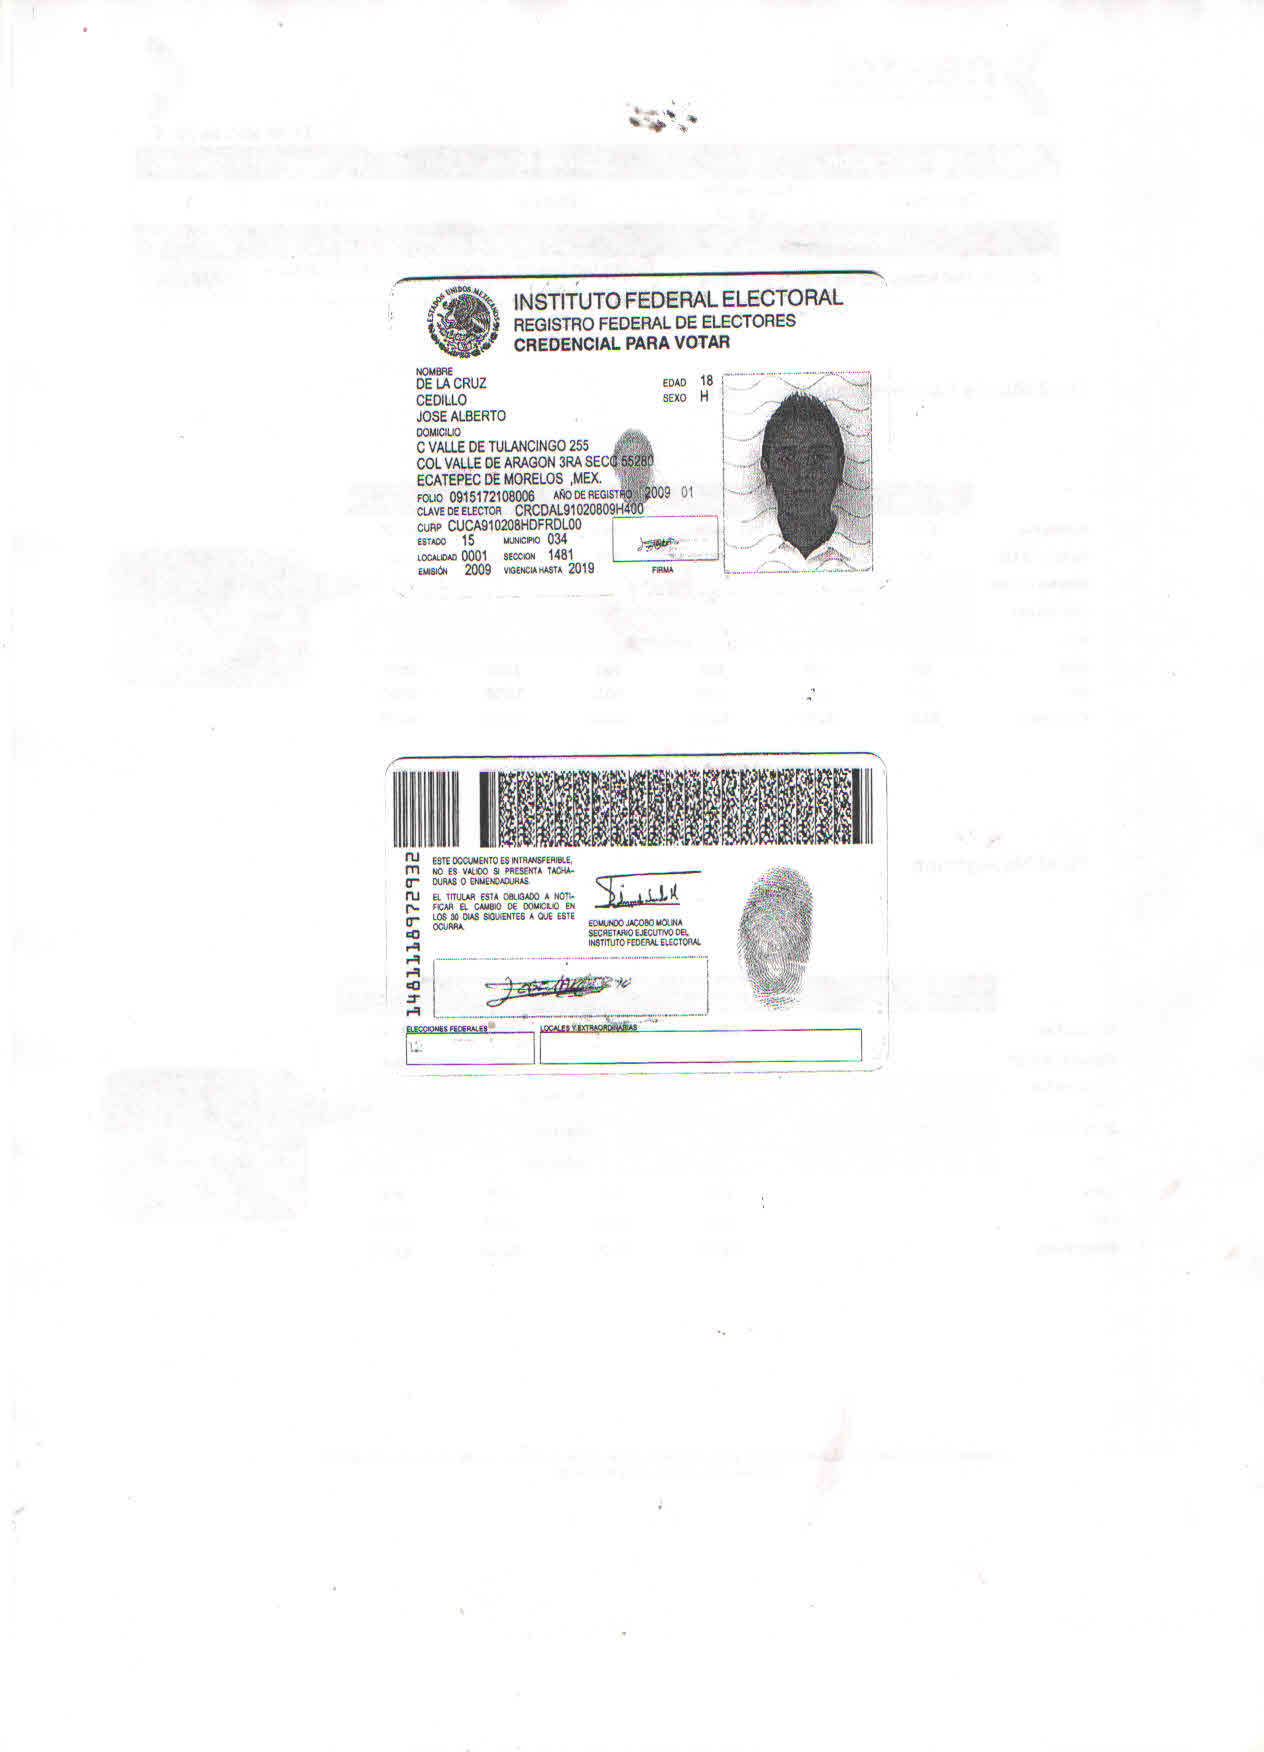 ESTADOS UNIDOS MEXICANOS
INSTITUTO FEDERAL ELECTORAL
REGISTRO FEDERAL DE ELECTORES
CREDENCIAL PARA VOTAR
NOMBRE
DE LA CRUZ
CEDILLO
JOSE ALBERTO
EDAD 18
SEXO H
DOMICILIO
C VALLE DE TULANCINGO 255
COL VALLE DE ARAGON 3RA SECC 55280
ECATEPEC DE MORELOS ,MEX.
FOLIO 0915172108006 AÑO DE REGISTRO 2009 01
CLAVE DE ELECTOR CRCDAL91020809H400
CURP CUCA910208HDFRDL00
ESTADO 15 MUNICIPIO 034
LOCALIDAD 0001 SECCION 1481
EMISIÓN 2009 VIGENCIA HASTA 2019
FIRMA
ESTE DOCUMENTO ES INTRANSFERIBLE,
NO ES VALIDO SI PRESENTA TACHA-
DURAS O ENMENDADURAS.
EL TITULAR ESTA OBLIGADO A NOTI-
FICAR EL CAMBIO DE DOMICILIO EN
LOS 30 DIAS SIGUIENTES A QUE ESTE
OCURRA.
EDMUNDO JACOBO MOLINA
SECRETARIO EJECUTIVO DEL
INSTITUTO FEDERAL ELECTORAL
ELECCIONES FEDERALES
LOCALES Y EXTRAORDINARIAS
12